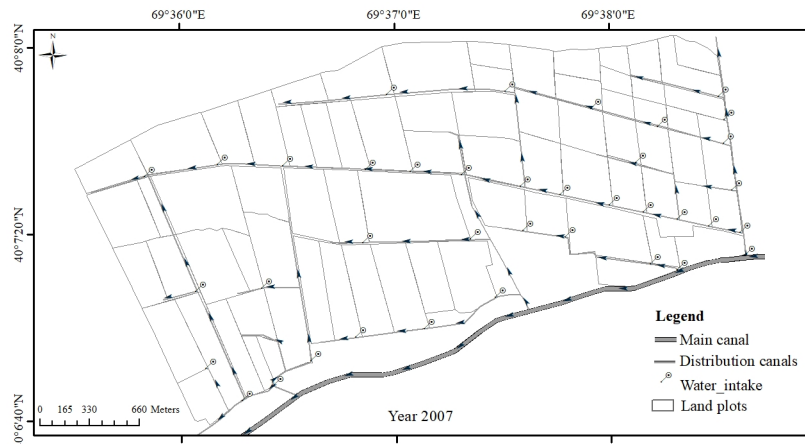 69°36'0"E 69°37'0"E 69°38'0"E
40°8'0"N
40°7'20"N
0°6'40"N
N
Legend
Main canal
Distribution canals
Water_intake
Land plots
0 165 330 660 Meters
Year 2007